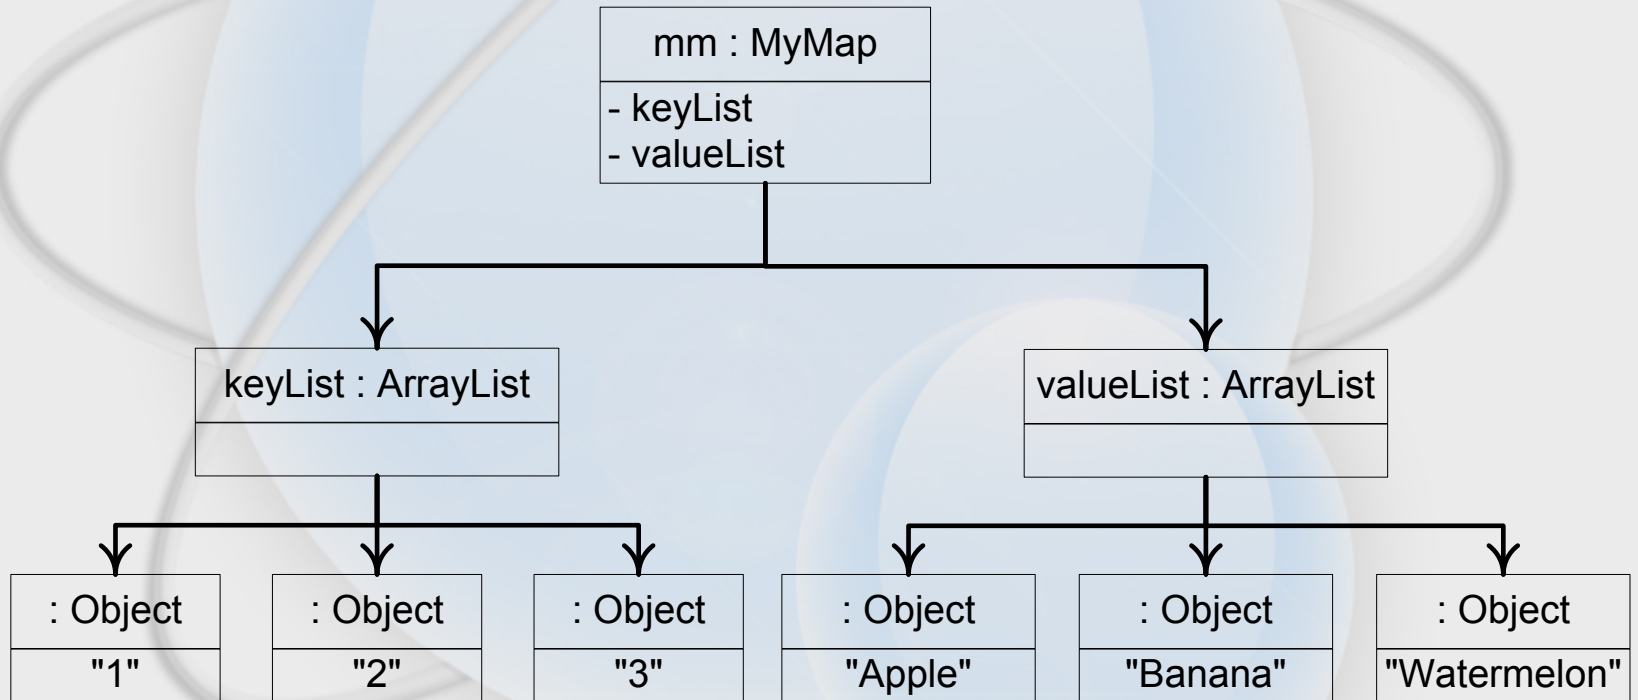 mm : MyMap
- keyList
- valueList
keyList : ArrayList
valueList : ArrayList
: Object
"1"
: Object
"2"
: Object
"3"
: Object
"Apple"
: Object
"Banana"
: Object
"Watermelon"